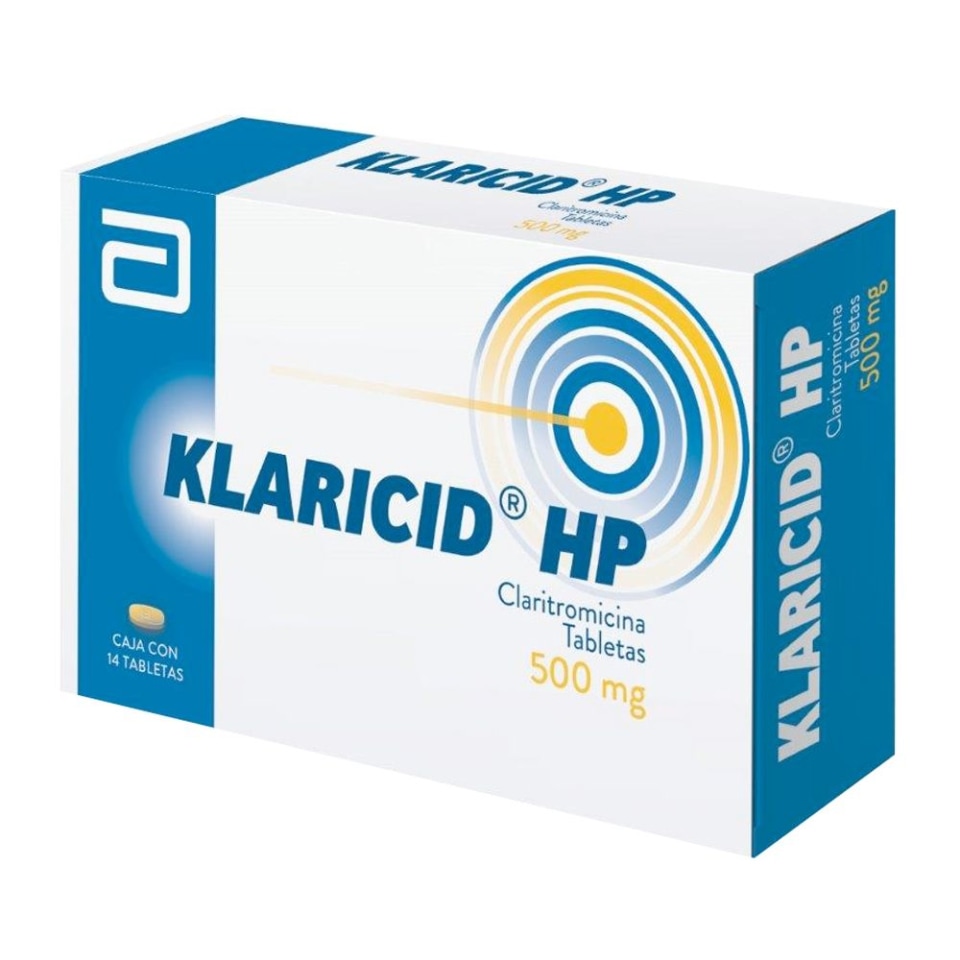 KLARICID® HP
Claritromicina
Tabletas
500 mg
KLARICID® HP
Claritromicina
Tabletas
500 mg
CAJA CON
14 TABLETAS
KLARICID® HP
Claritromicina
Tabletas
500 mg